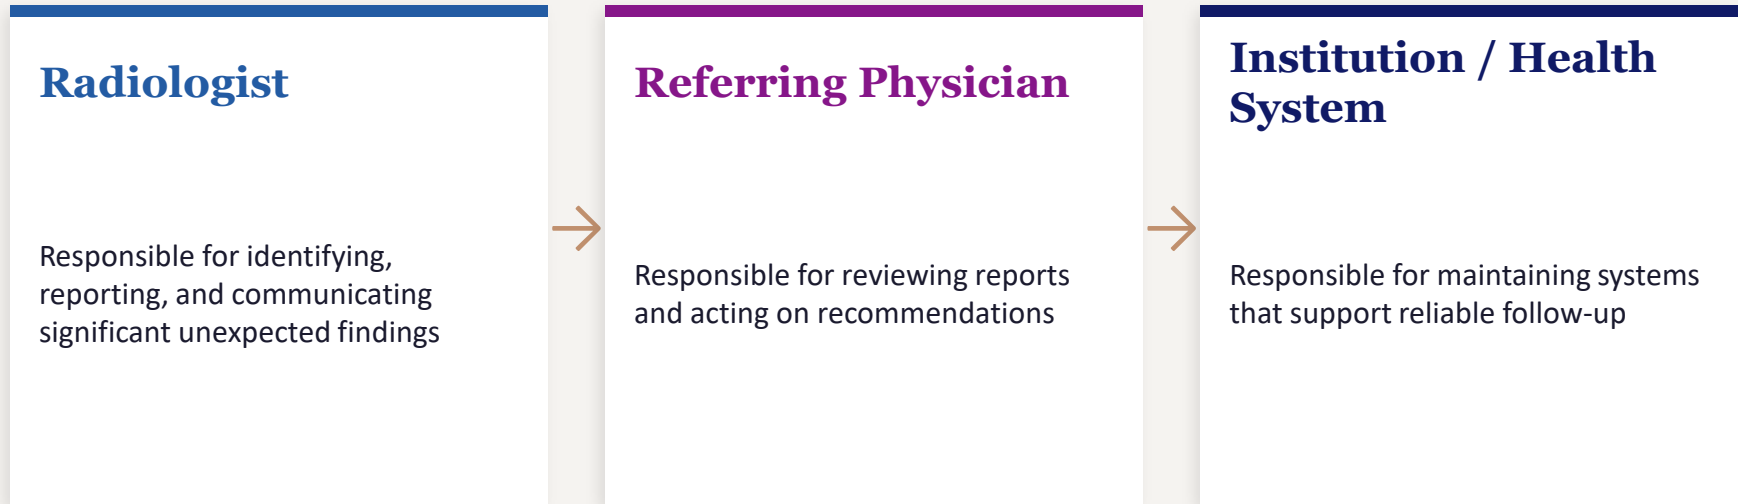 Radiologist
Responsible for identifying,
reporting, and communicating
significant unexpected findings
Referring Physician
Responsible for reviewing reports
and acting on recommendations
Institution / Health
System
Responsible for maintaining systems
that support reliable follow-up